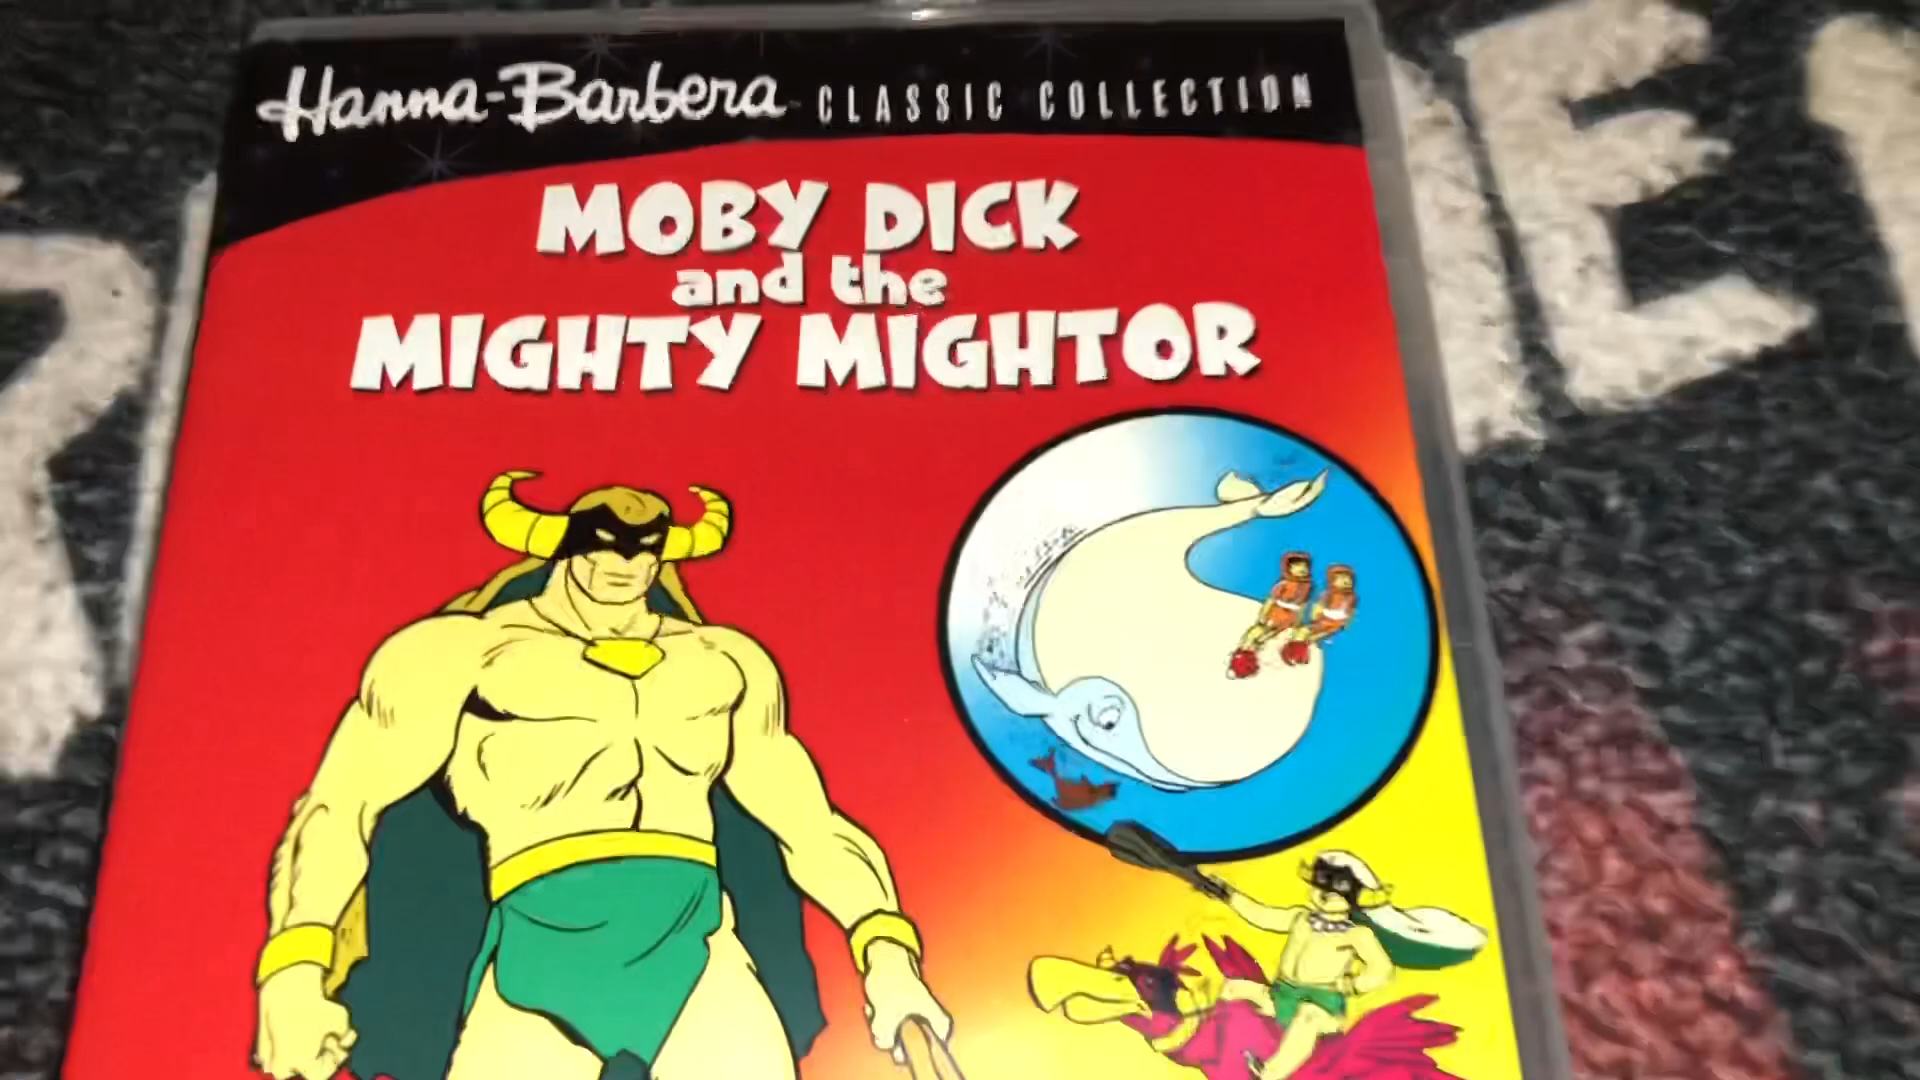 Hanna-Barbera CLASSIC COLLECTION
MOBY DICK
and the
MIGHTY MIGHTOR